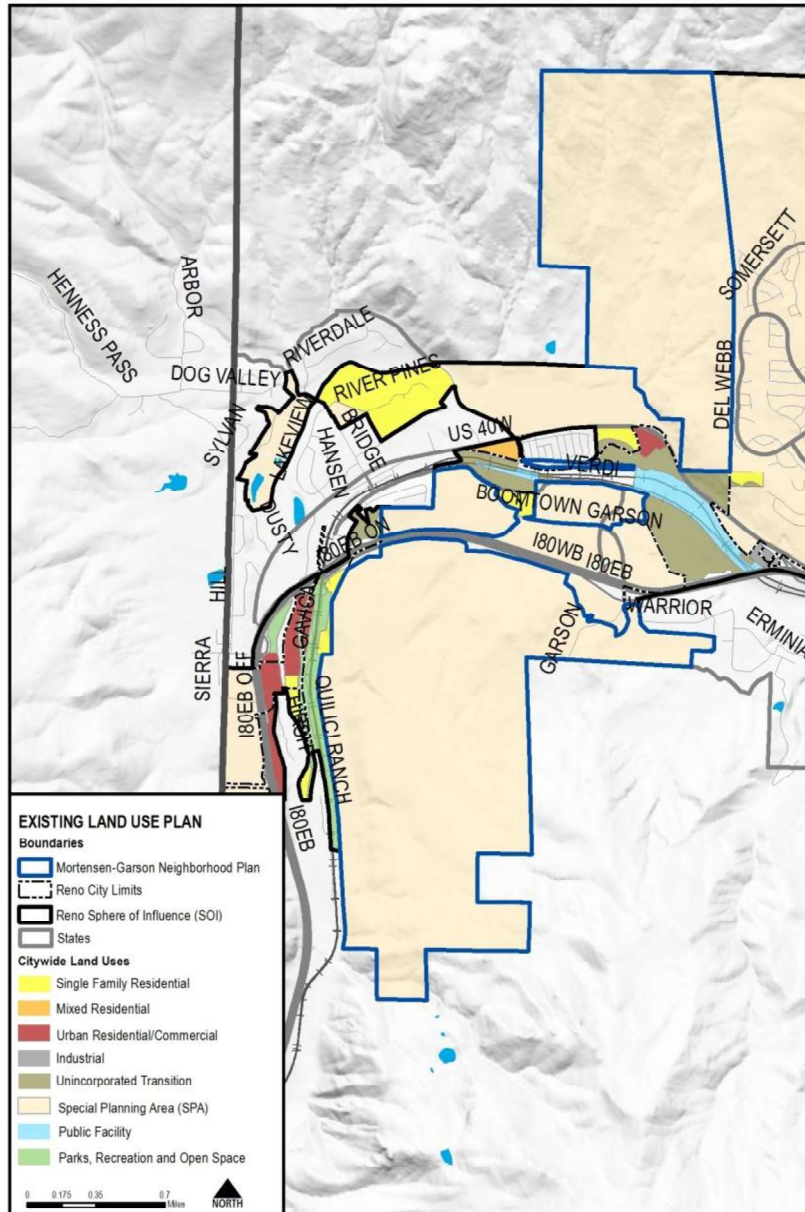 SOMERSETT
ARBOR
HENNESS PASS
RIVERDALE
DOG VALLEY
RIVER PINES
DEL WEBB
SYLVAN
LAKEVIEW
HANSEN
BRIDGE
US 40W
VERDI
BOOMTOWN GARSON
DUSTY
I80EB ON
I80WB I80EB
HILL
SIERRA
GAVICA
GARSON
WARRIOR
ERMINIA
I80EB OFF
QUILICI RANCH
I80EB
EXISTING LAND USE PLAN
Boundaries
Mortensen-Garson Neighborhood Plan
Reno City Limits
Reno Sphere of Influence (SOI)
States
Citywide Land Uses
Single Family Residential
Mixed Residential
Urban Residential/Commercial
Industrial
Unincorporated Transition
Special Planning Area (SPA)
Public Facility
Parks, Recreation and Open Space
0 0.175 0.35 0.7
Miles
NORTH